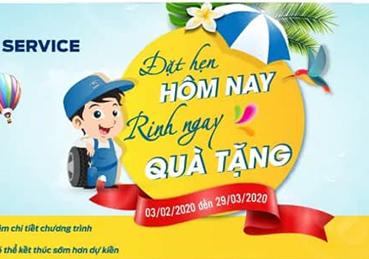 SERVICE
Đặt hẹn
HÔM NAY
Rinh ngay
QUÀ TẶNG
03/02/2020 đến 29/03/2020
chi tiết chương trình
thể kết thúc sớm hơn dự kiến